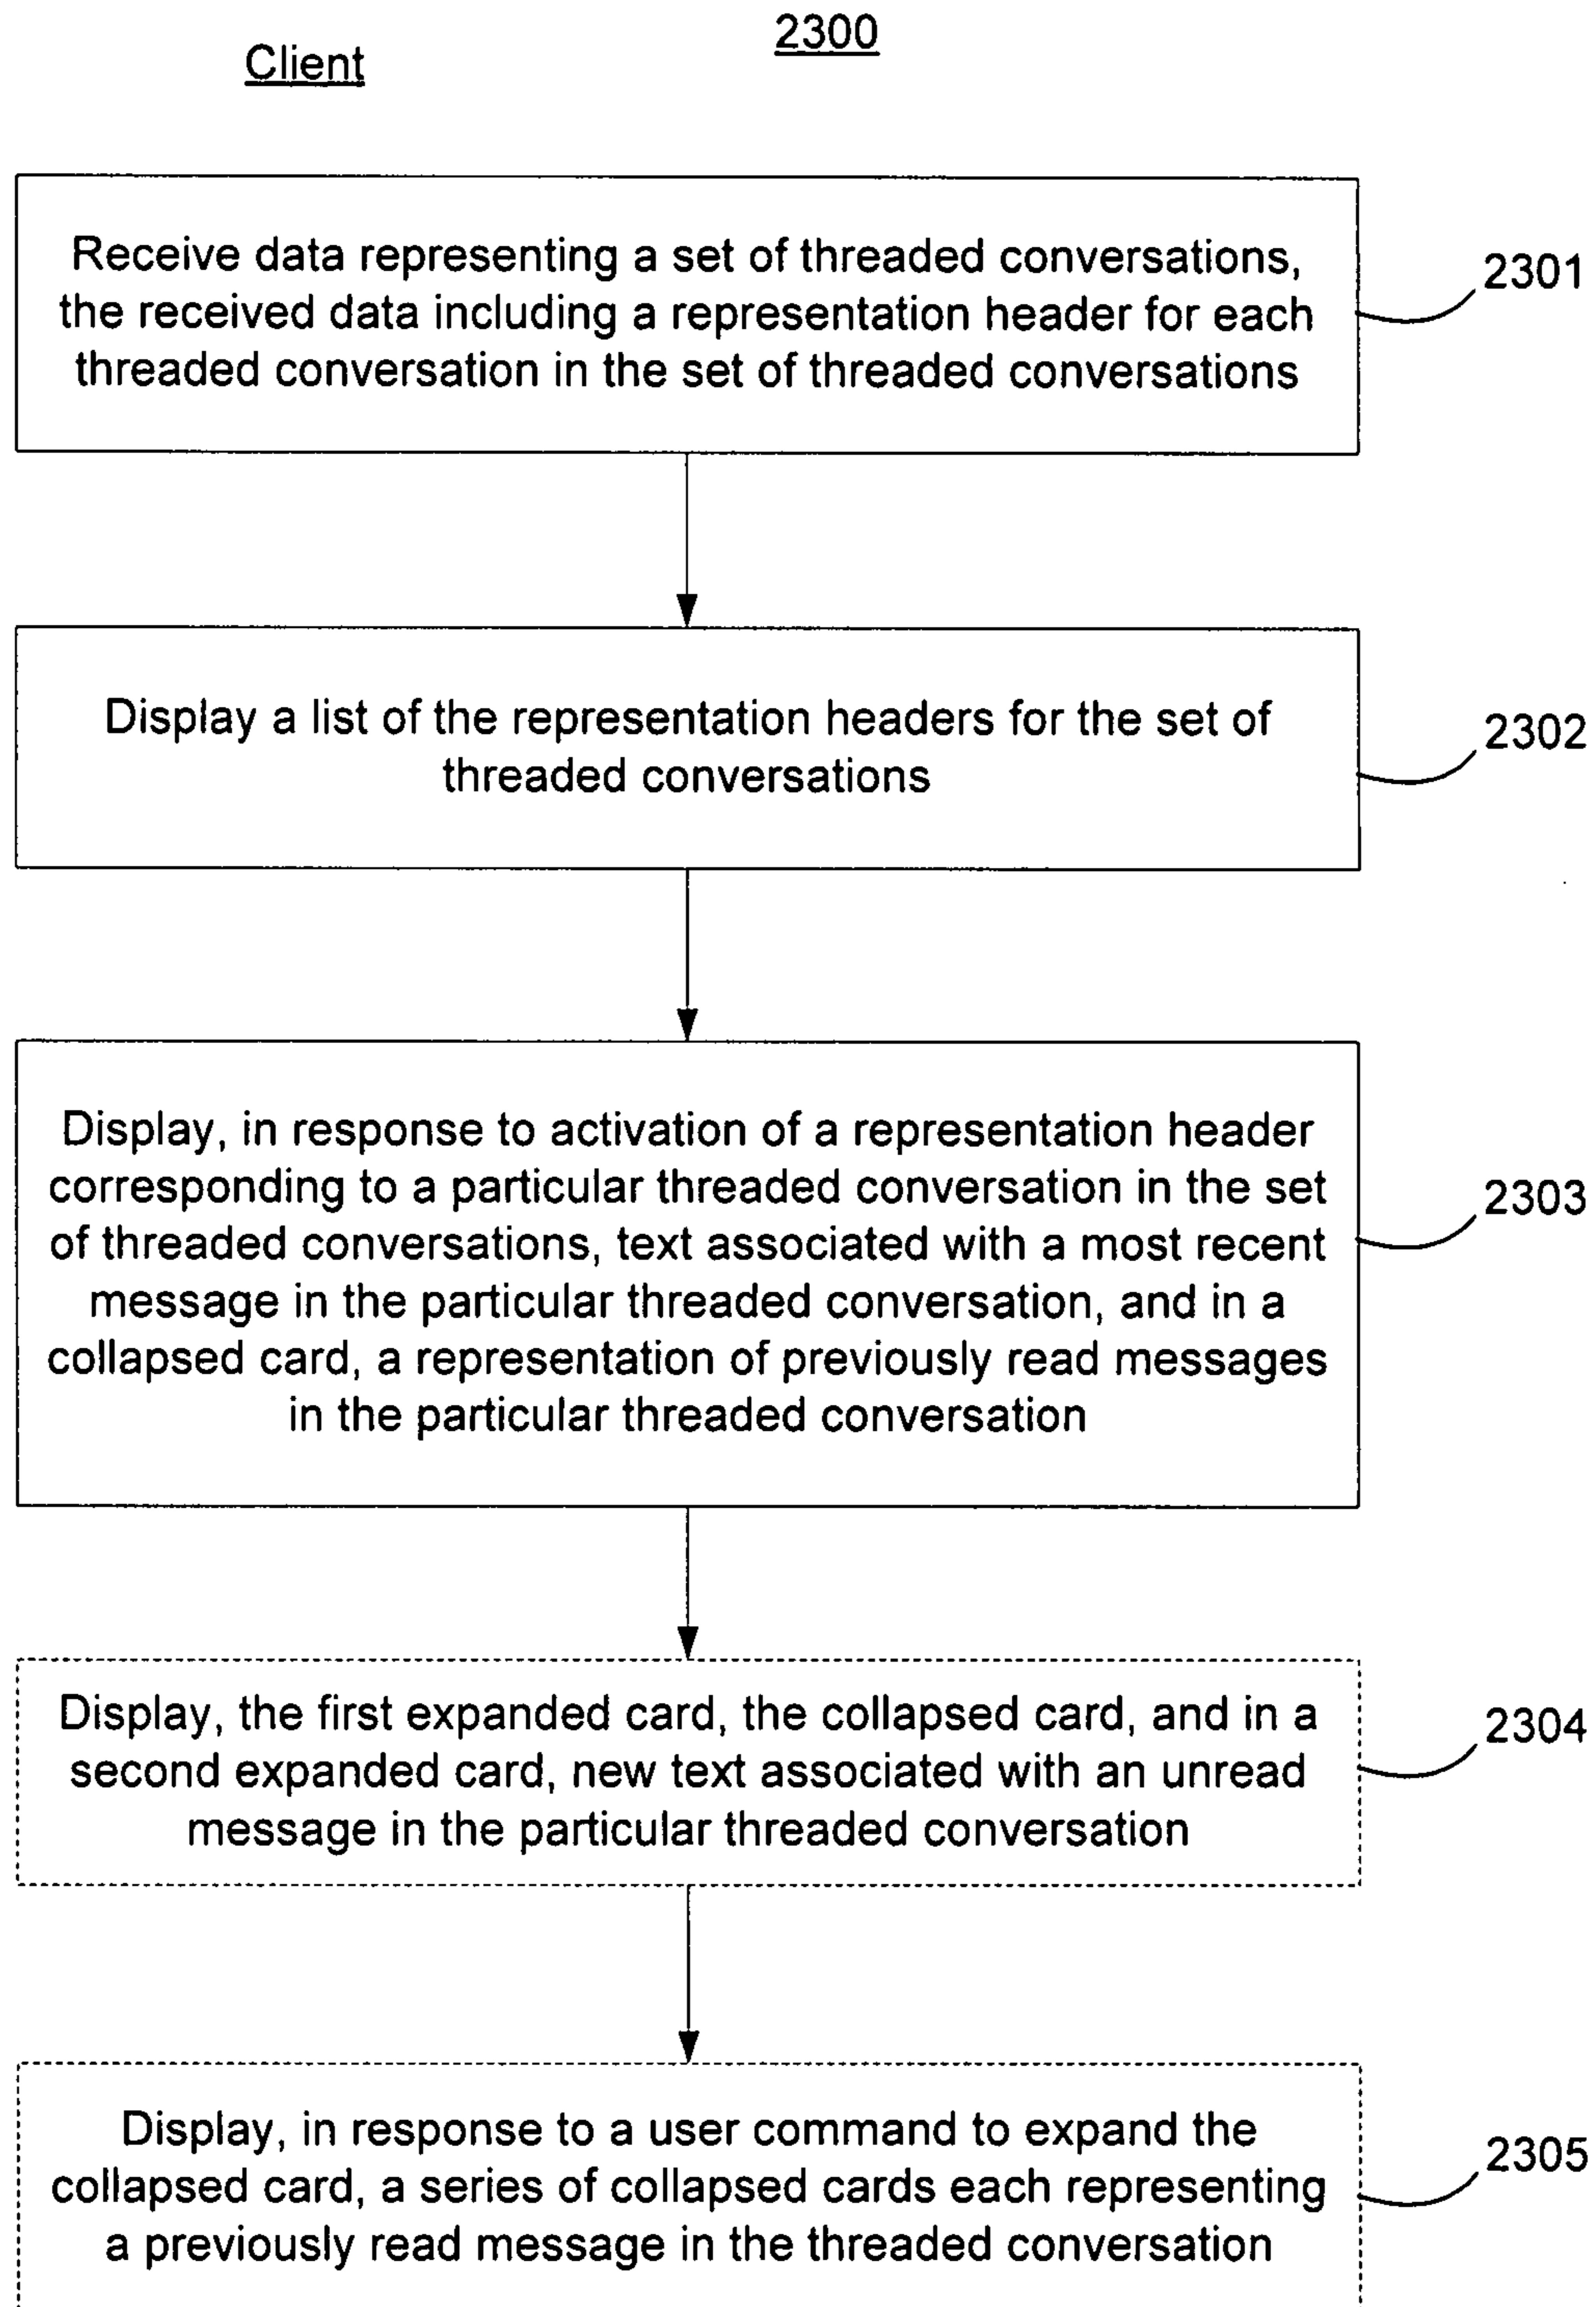 2300
Client
Receive data representing a set of threaded conversations,
the received data including a representation header for each
threaded conversation in the set of threaded conversations
2301
Display a list of the representation headers for the set of
threaded conversations
2302
Display, in response to activation of a representation header
corresponding to a particular threaded conversation in the set
of threaded conversations, text associated with a most recent
message in the particular threaded conversation, and in a
collapsed card, a representation of previously read messages
in the particular threaded conversation
2303
Display, the first expanded card, the collapsed card, and in a
second expanded card, new text associated with an unread
message in the particular threaded conversation
2304
Display, in response to a user command to expand the
collapsed card, a series of collapsed cards each representing
a previously read message in the threaded conversation
2305